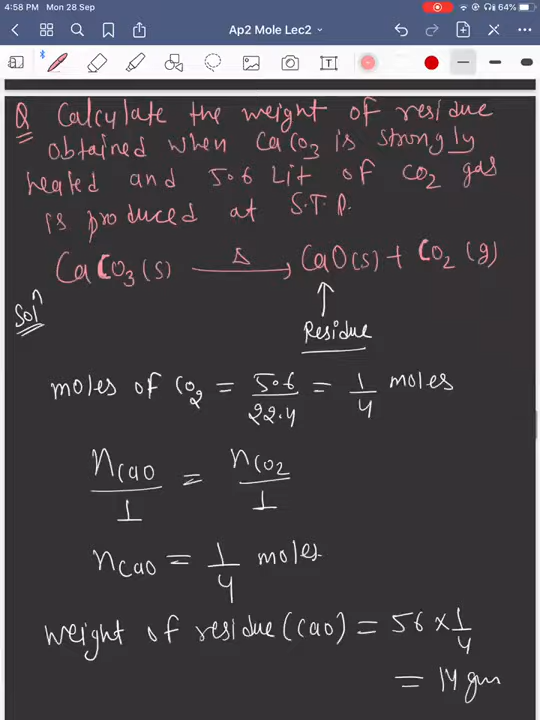 4:58 PM Mon 28 Sep
64%
Ap2 Mole Lec2
Q Calculate the weight of residue
obtained when CaCO3 is strongly
heated and 5.6 Lit of CO2 gas
is produced at S.T.P.
CaCO3 (s) —Δ→ CaO(s) + CO2 (g)
Solⁿ
↑
Residue
moles of CO2 = 5.6/22.4 = 1/4 moles
nCaO/1 = nCO2/1
nCaO = 1/4 moles
weight of residue (CaO) = 56 × 1/4
= 14 gm